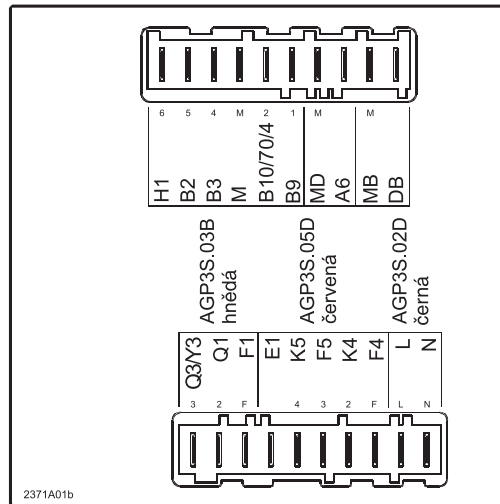 6 5 4 M 2 1 M M
H1 B2 B3 M B10/70/4 B9 MD A6 MB DB
AGP3S.03B
hnědá
AGP3S.05D
červená
AGP3S.02D
černá
Q3/Y3 Q1 F1 E1 K5 F5 K4 F4 L N
3 2 F 4 3 2 F L N
2371A01b